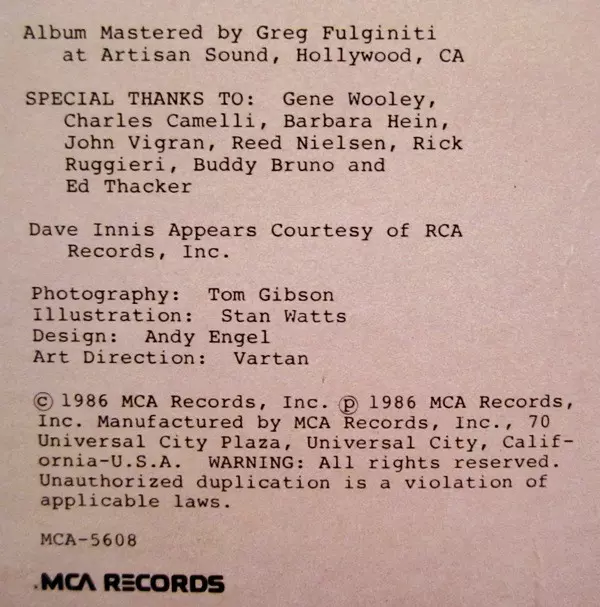 Album Mastered by Greg Fulginiti
at Artisan Sound, Hollywood, CA
SPECIAL THANKS TO: Gene Wooley,
Charles Camelli, Barbara Hein,
John Vigran, Reed Nielsen, Rick
Ruggieri, Buddy Bruno and
Ed Thacker
Dave Innis Appears Courtesy of RCA
Records, Inc.
Photography: Tom Gibson
Illustration: Stan Watts
Design: Andy Engel
Art Direction: Vartan
© 1986 MCA Records, Inc. ℗ 1986 MCA Records,
Inc. Manufactured by MCA Records, Inc., 70
Universal City Plaza, Universal City, Calif-
ornia-U.S.A. WARNING: All rights reserved.
Unauthorized duplication is a violation of
applicable laws.
MCA-5608
.MCA RECORDS